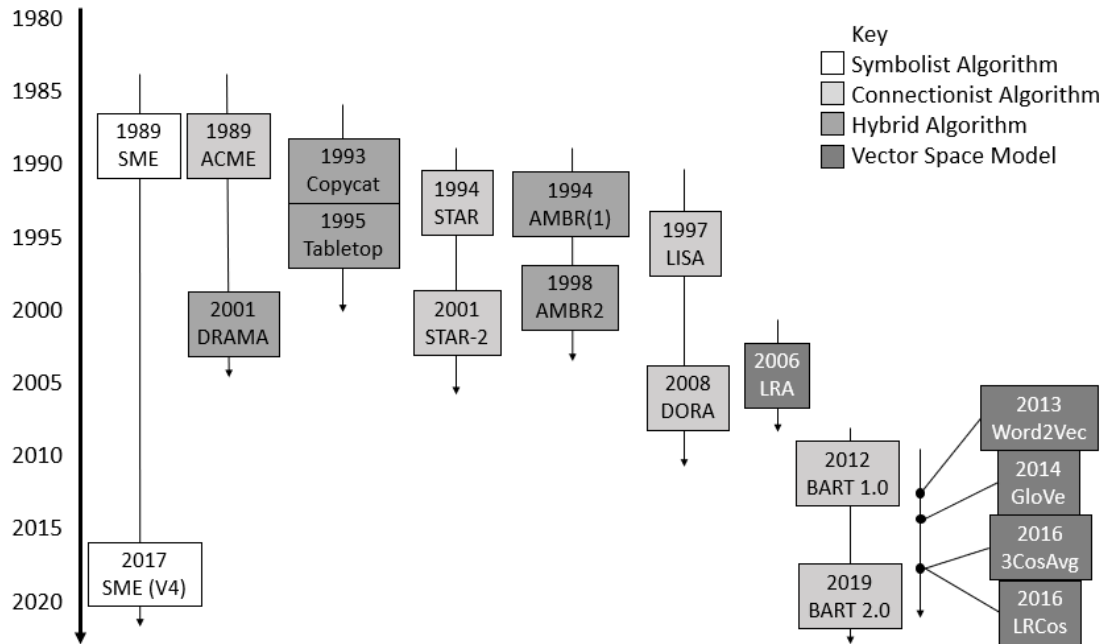 1980
1985
1990
1995
2000
2005
2010
2015
2020
Key
Symbolist Algorithm
Connectionist Algorithm
Hybrid Algorithm
Vector Space Model
1989
SME
2017
SME (V4)
1989
ACME
2001
DRAMA
1993
Copycat
1995
Tabletop
1994
STAR
2001
STAR-2
1994
AMBR(1)
1998
AMBR2
1997
LISA
2008
DORA
2006
LRA
2012
BART 1.0
2019
BART 2.0
2013
Word2Vec
2014
GloVe
2016
3CosAvg
2016
LRCos